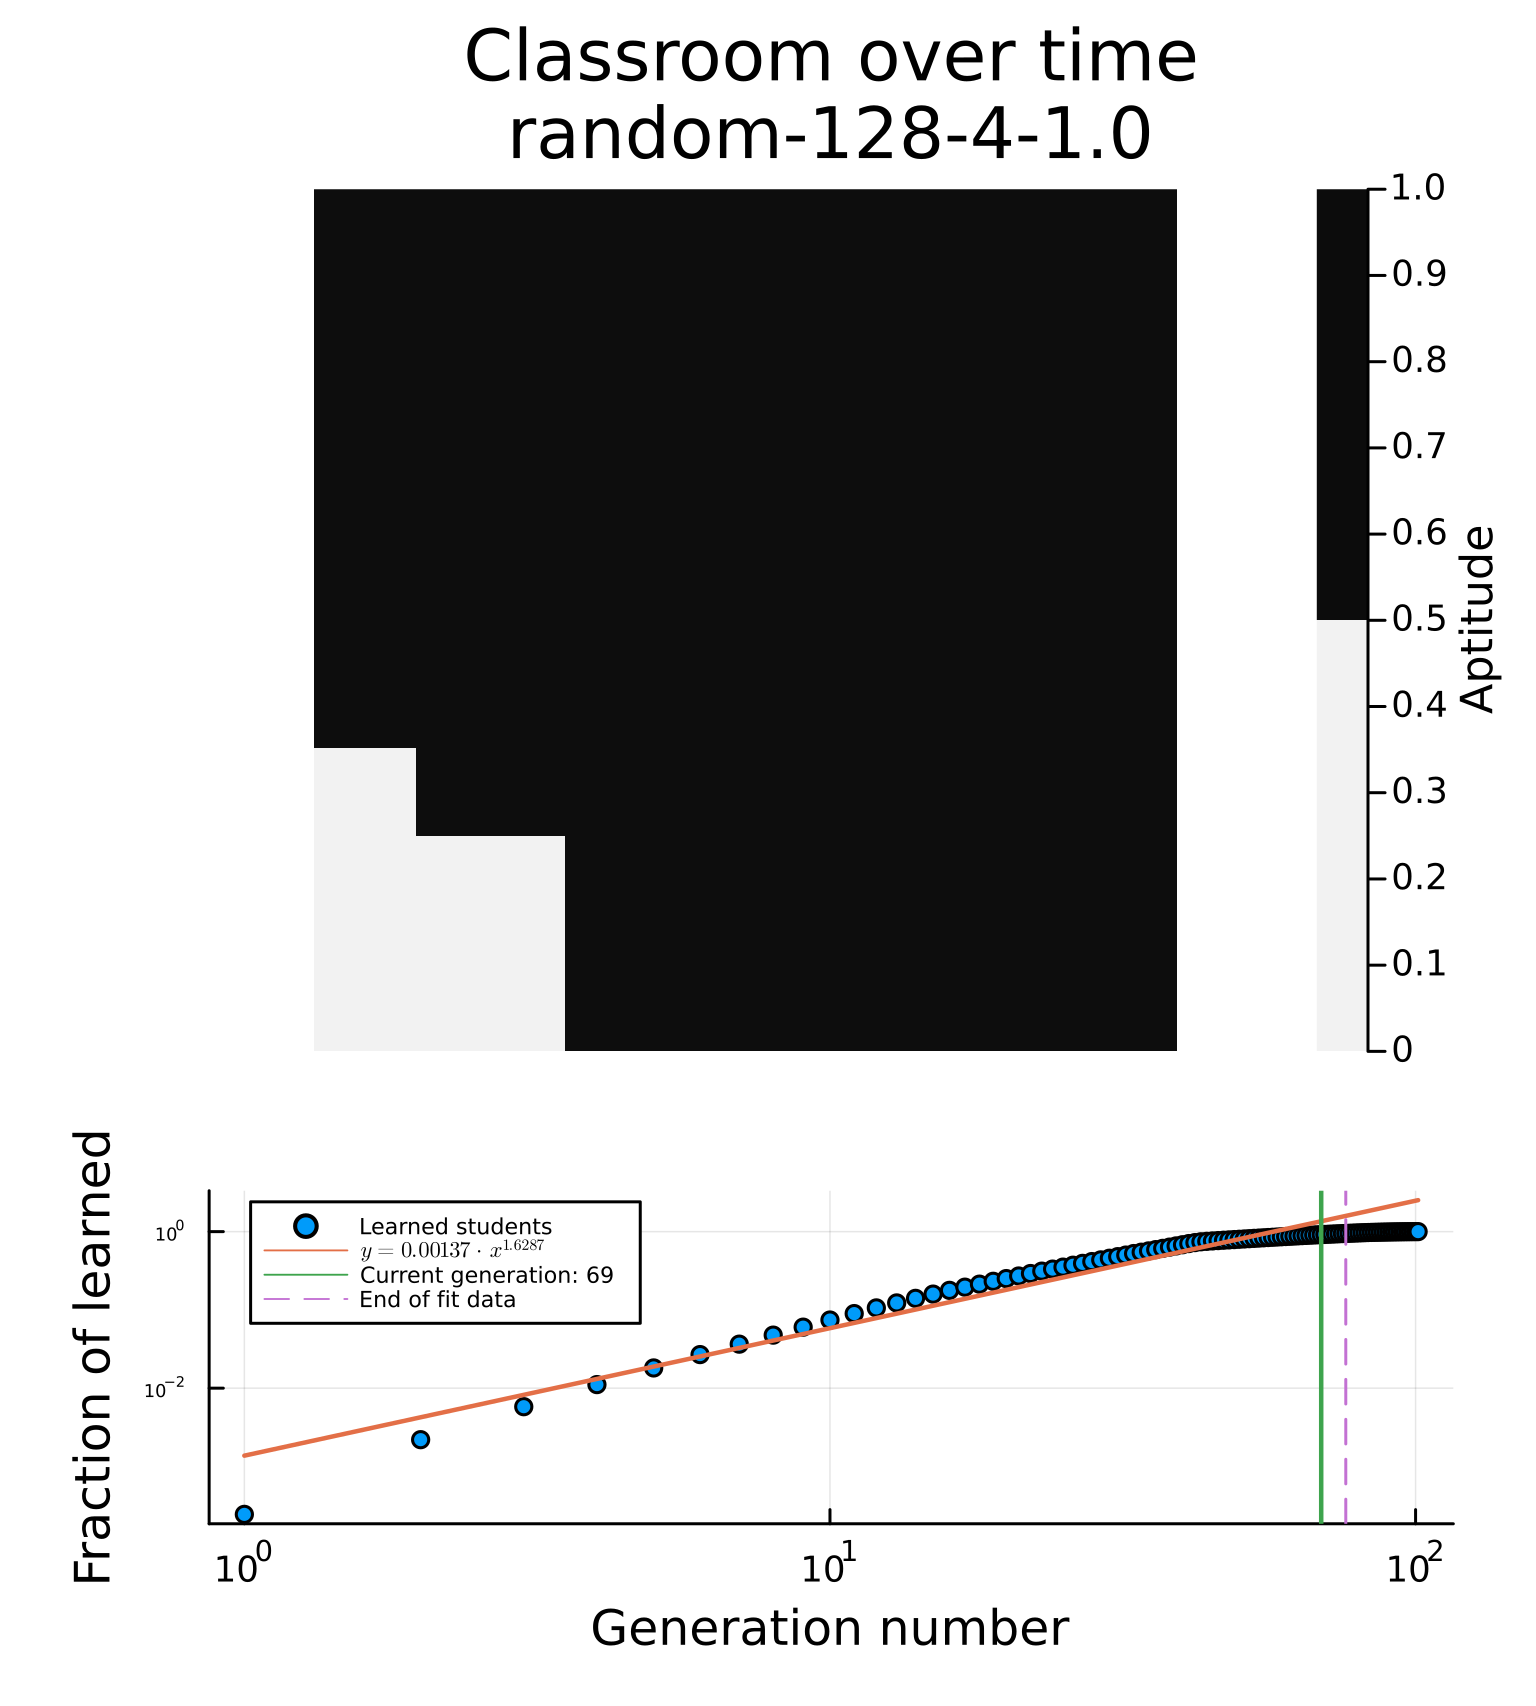 Classroom over time
random-128-4-1.0
1.0
0.9
0.8
0.7
0.6
0.5
0.4
0.3
0.2
0.1
0
Aptitude
Fraction of learned
10^0
10^-2
Learned students
y = 0.00137 · x^1.6287
Current generation: 69
End of fit data
10^0
10^1
10^2
Generation number